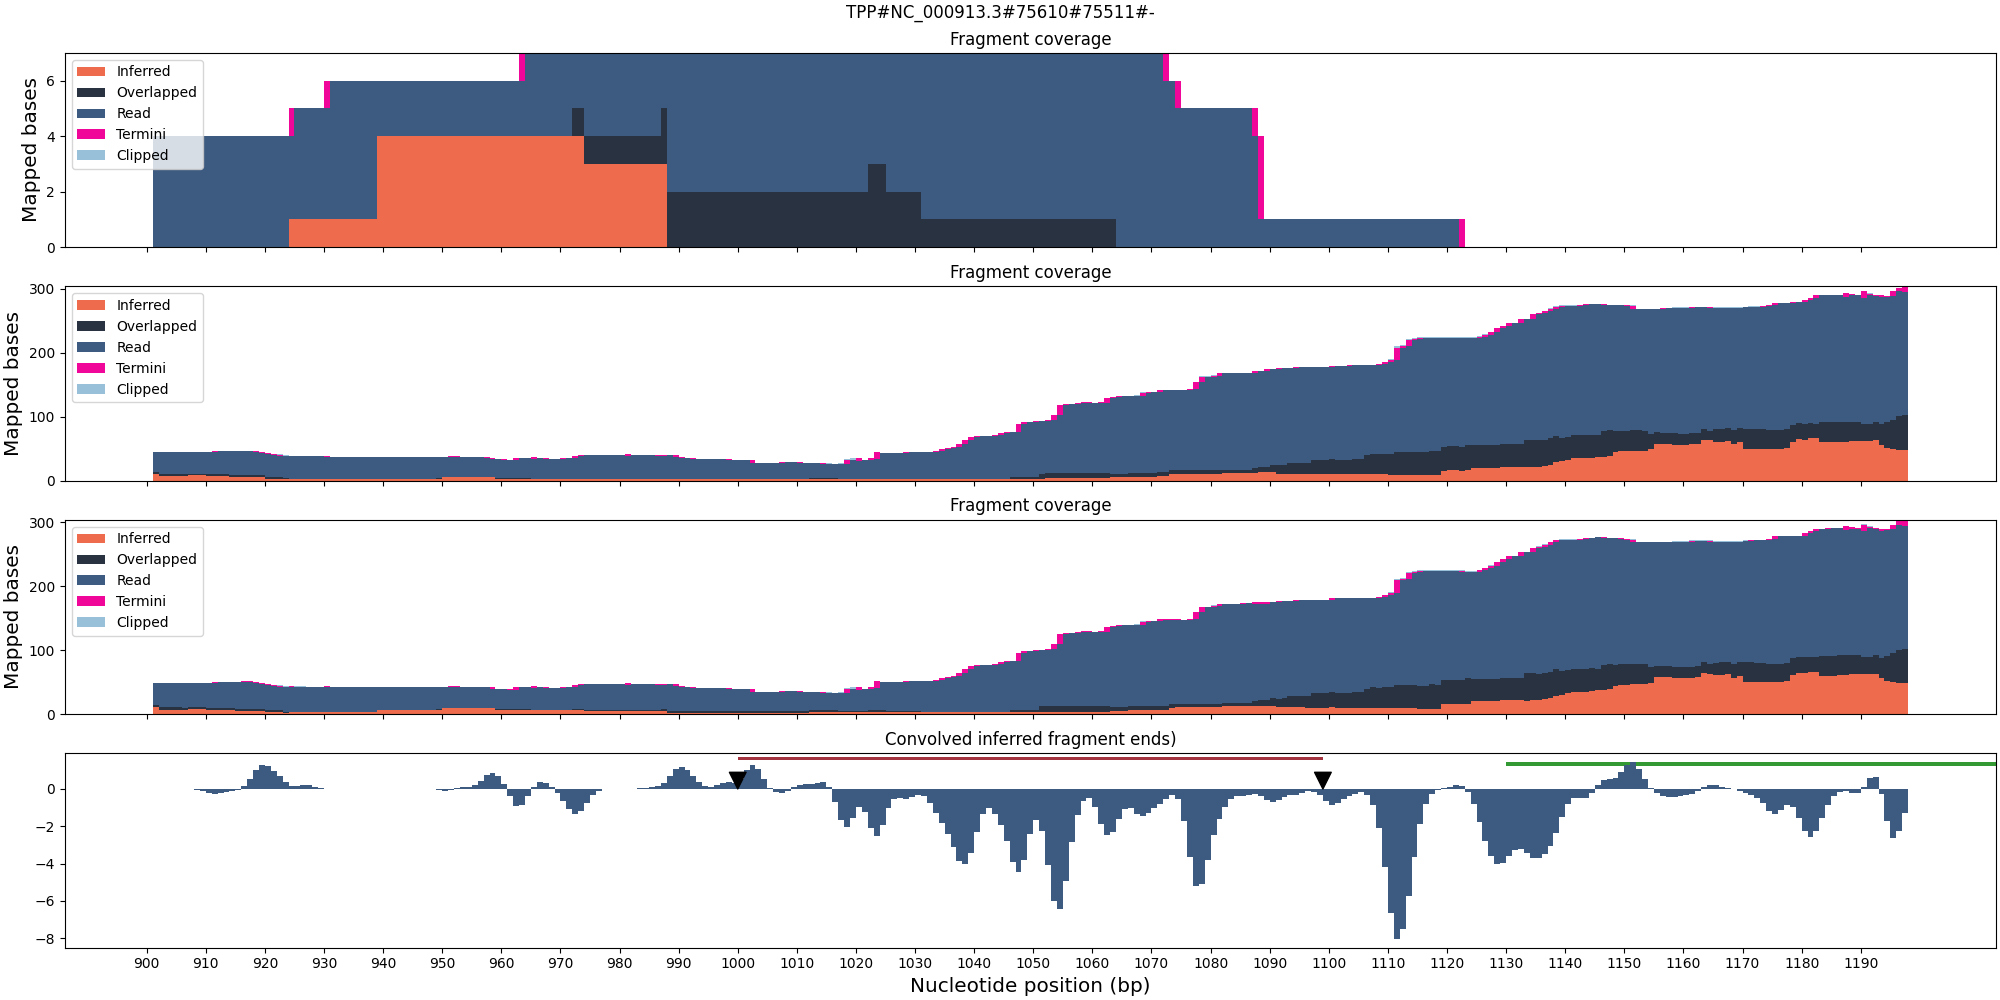 TPP#NC_000913.3#75610#75511#-
Fragment coverage
Mapped bases
6
4
2
0
Inferred
Overlapped
Read
Termini
Clipped
Fragment coverage
Mapped bases
300
200
100
0
Inferred
Overlapped
Read
Termini
Clipped
Fragment coverage
Mapped bases
300
200
100
0
Inferred
Overlapped
Read
Termini
Clipped
Convolved inferred fragment ends)
0
−2
−4
−6
−8
900 910 920 930 940 950 960 970 980 990 1000 1010 1020 1030 1040 1050 1060 1070 1080 1090 1100 1110 1120 1130 1140 1150 1160 1170 1180 1190
Nucleotide position (bp)